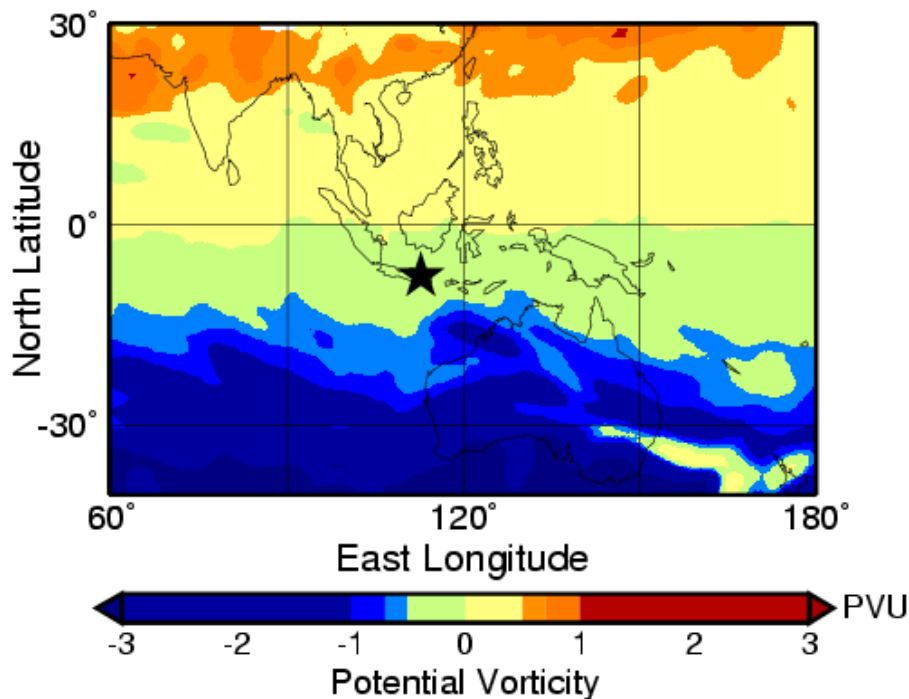 30°
0°
-30°
North Latitude
60° 120° 180°
East Longitude
PVU
-3 -2 -1 0 1 2 3
Potential Vorticity